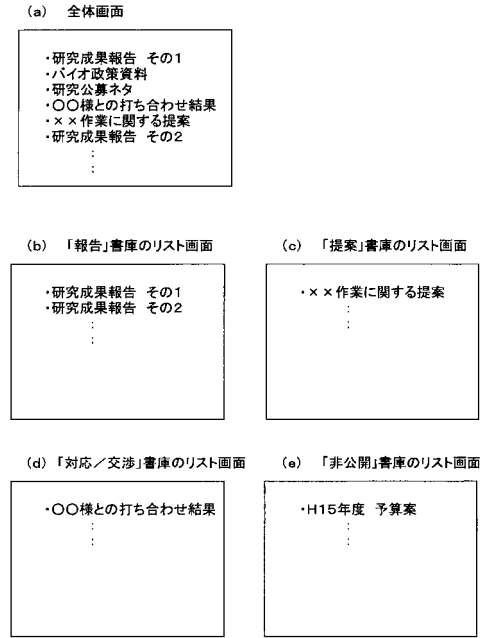 (a) 全体画面
・研究成果報告 その1
・バイオ政策資料
・研究公募ネタ
・〇〇様との打ち合わせ結果
・××作業に関する提案
・研究成果報告 その2
:
:
(b) 「報告」書庫のリスト画面
・研究成果報告 その1
・研究成果報告 その2
:
:
(c) 「提案」書庫のリスト画面
・××作業に関する提案
:
:
(d) 「対応／交渉」書庫のリスト画面
・〇〇様との打ち合わせ結果
:
:
(e) 「非公開」書庫のリスト画面
・H15年度 予算案
:
: